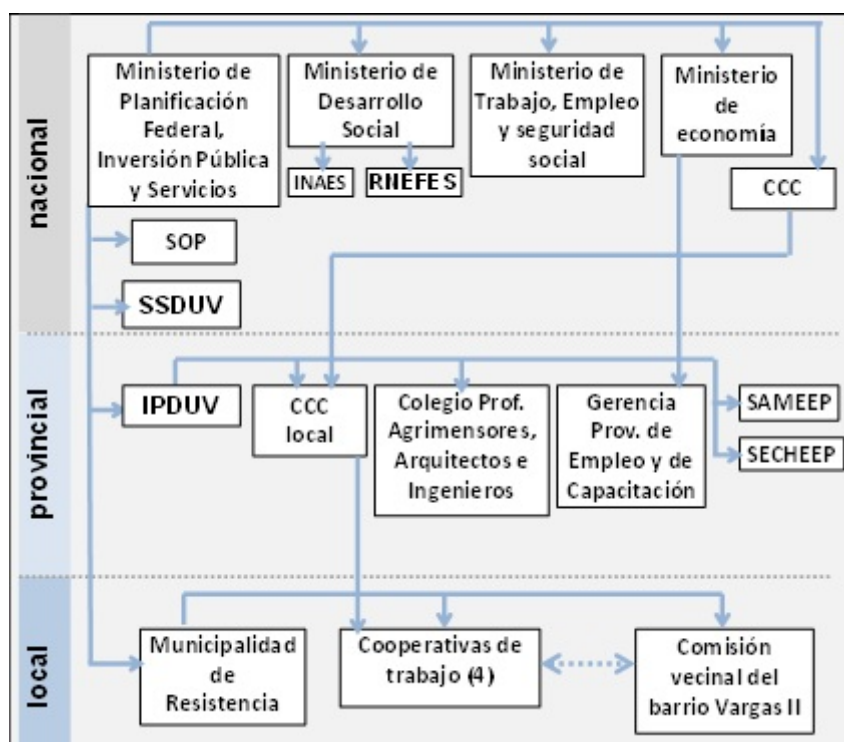 nacional
Ministerio de
Planificación
Federal,
Inversión Pública
y Servicios
Ministerio de
Desarrollo
Social
Ministerio de
Trabajo, Empleo
y seguridad
social
Ministerio
de
economía
INAES
RNEFES
CCC
SOP
SSDUV
provincial
IPDUV
CCC
local
Colegio Prof.
Agrimensores,
Arquitectos e
Ingenieros
Gerencia
Prov. de
Empleo y de
Capacitación
SAMEEP
SECHEEP
local
Municipalidad
de
Resistencia
Cooperativas de
trabajo (4)
Comisión
vecinal del
barrio Vargas II